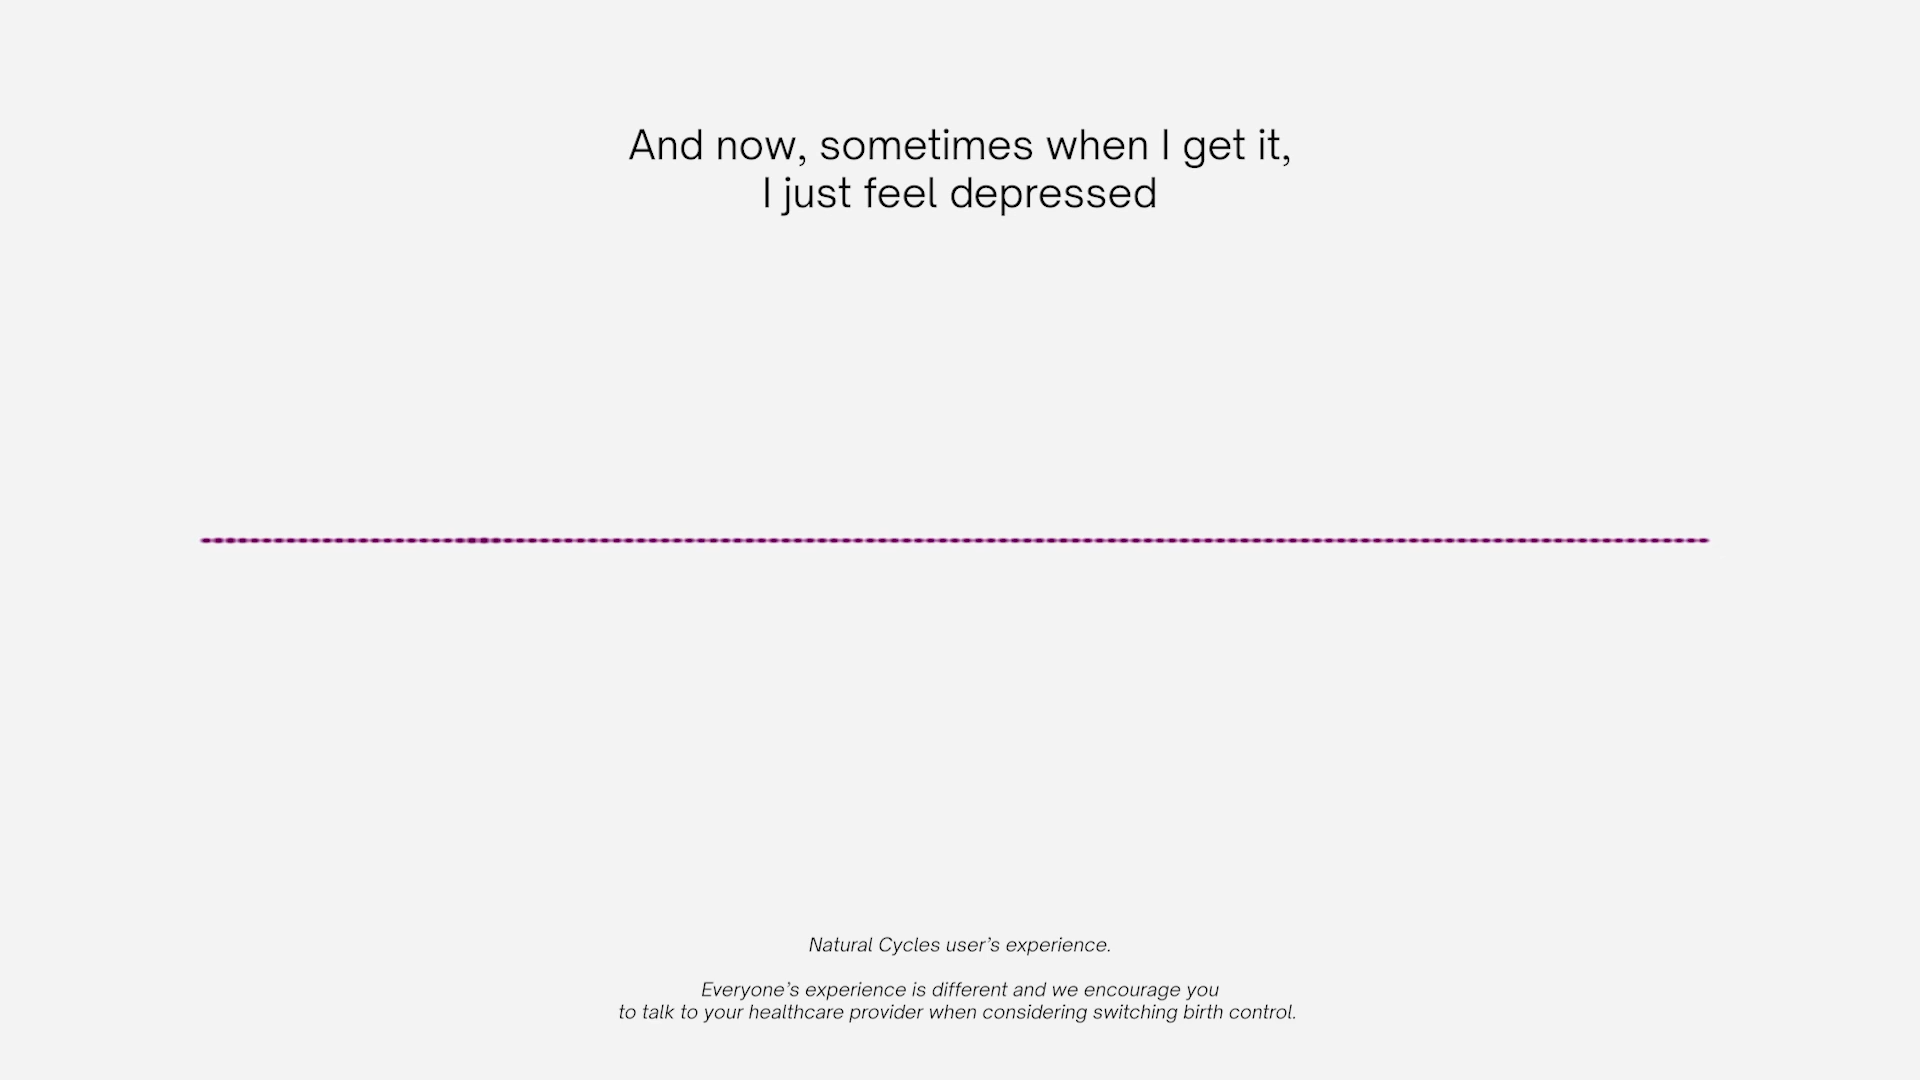 And now, sometimes when I get it,
I just feel depressed
Natural Cycles user’s experience.
Everyone’s experience is different and we encourage you
to talk to your healthcare provider when considering switching birth control.